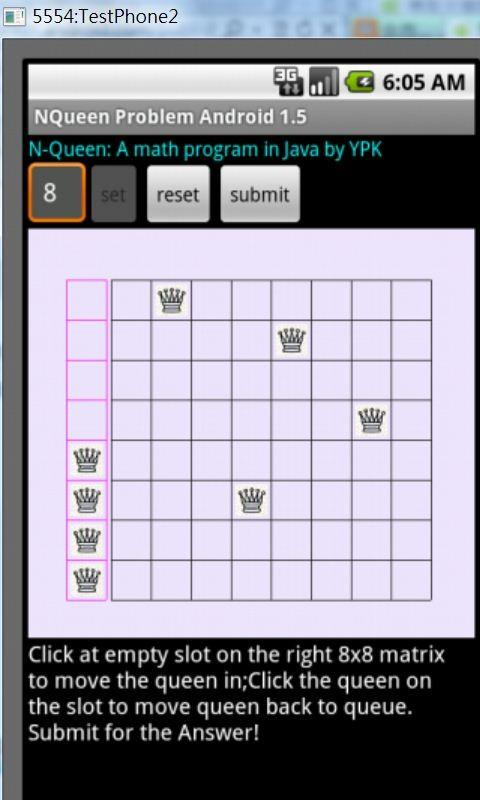 5554:TestPhone2
3G 6:05 AM
NQueen Problem Android 1.5
N-Queen: A math program in Java by YPK
8 set reset submit
Click at empty slot on the right 8x8 matrix
to move the queen in;Click the queen on
the slot to move queen back to queue.
Submit for the Answer!